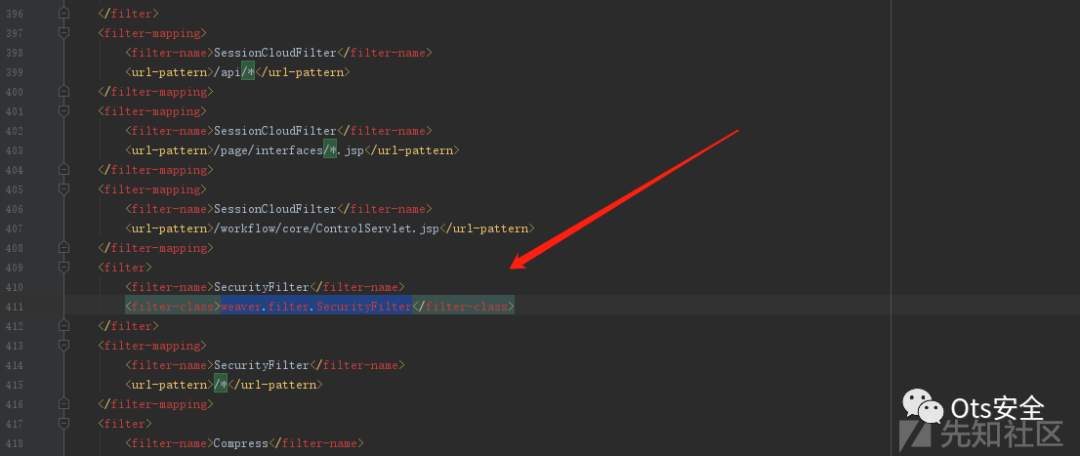 396 </filter>
397 <filter-mapping>
398 <filter-name>SessionCloudFilter</filter-name>
399 <url-pattern>/api/*</url-pattern>
400 </filter-mapping>
401 <filter-mapping>
402 <filter-name>SessionCloudFilter</filter-name>
403 <url-pattern>/page/interfaces/*.jsp</url-pattern>
404 </filter-mapping>
405 <filter-mapping>
406 <filter-name>SessionCloudFilter</filter-name>
407 <url-pattern>/workflow/core/ControlServlet.jsp</url-pattern>
408 </filter-mapping>
409 <filter>
410 <filter-name>SecurityFilter</filter-name>
411 <filter-class>weaver.filter.SecurityFilter</filter-class>
412 </filter>
413 <filter-mapping>
414 <filter-name>SecurityFilter</filter-name>
415 <url-pattern>/*</url-pattern>
416 </filter-mapping>
417 <filter>
418 <filter-name>Compress</filter-name>
Ots安全
先知社区